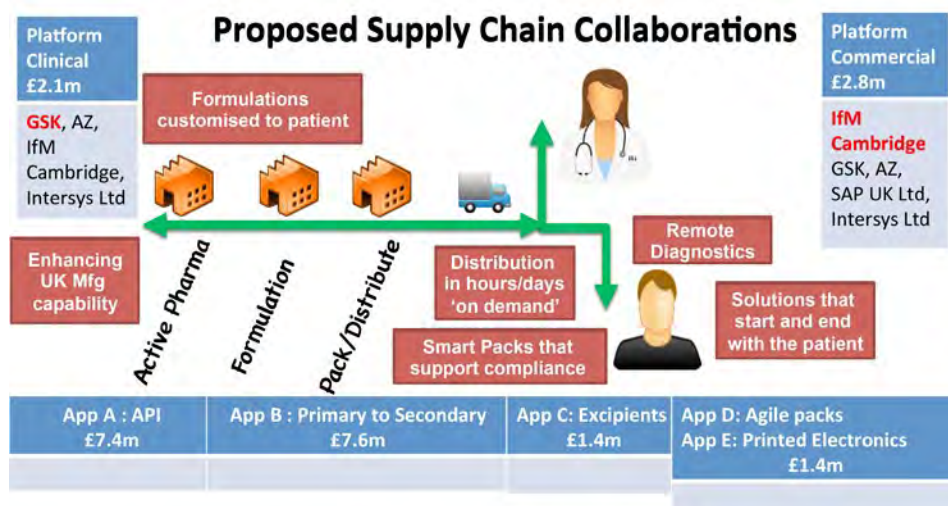 Proposed Supply Chain Collaborations
Platform
Clinical
£2.1m
GSK, AZ,
IfM
Cambridge,
Intersys Ltd
Platform
Commercial
£2.8m
IfM
Cambridge
GSK, AZ,
SAP UK Ltd,
Intersys Ltd
Formulations
customised to patient
Enhancing
UK Mfg
capability
Active Pharma
Formulation
Pack/Distribute
Distribution
in hours/days
‘on demand’
Remote
Diagnostics
Smart Packs that
support compliance
Solutions that
start and end
with the patient
App A : API
£7.4m
App B : Primary to Secondary
£7.6m
App C: Excipients
£1.4m
App D: Agile packs
App E: Printed Electronics
£1.4m